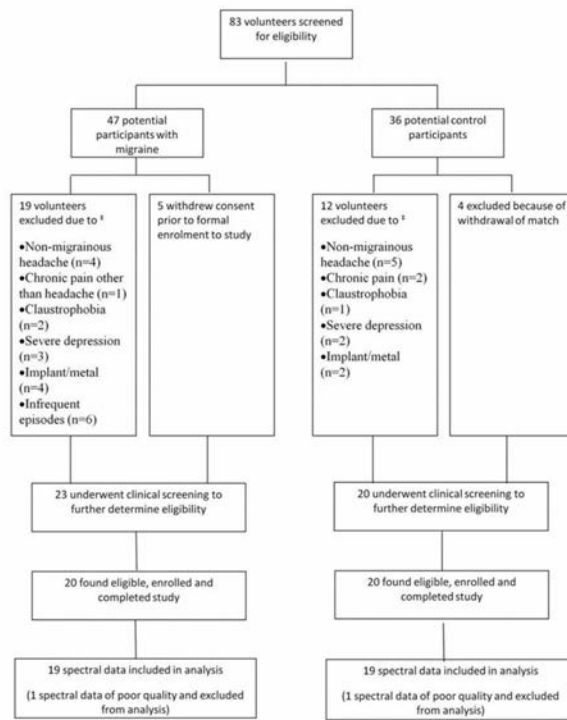 83 volunteers screened
for eligibility
47 potential
participants with
migraine
36 potential control
participants
19 volunteers
excluded due to ‡
•Non-migrainous
headache (n=4)
•Chronic pain other
than headache (n=1)
•Claustrophobia
(n=2)
•Severe depression
(n=3)
•Implant/metal
(n=4)
•Infrequent
episodes (n=6)
5 withdrew consent
prior to formal
enrolment to study
12 volunteers
excluded due to ‡
•Non-migrainous
headache (n=5)
•Chronic pain (n=2)
•Claustrophobia
(n=1)
•Severe depression
(n=2)
•Implant/metal
(n=2)
4 excluded because of
withdrawal of match
23 underwent clinical screening to
further determine eligibility
20 underwent clinical screening to
further determine eligibility
20 found eligible, enrolled and
completed study
20 found eligible, enrolled and
completed study
19 spectral data included in analysis
(1 spectral data of poor quality and excluded
from analysis)
19 spectral data included in analysis
(1 spectral data of poor quality and excluded
from analysis)